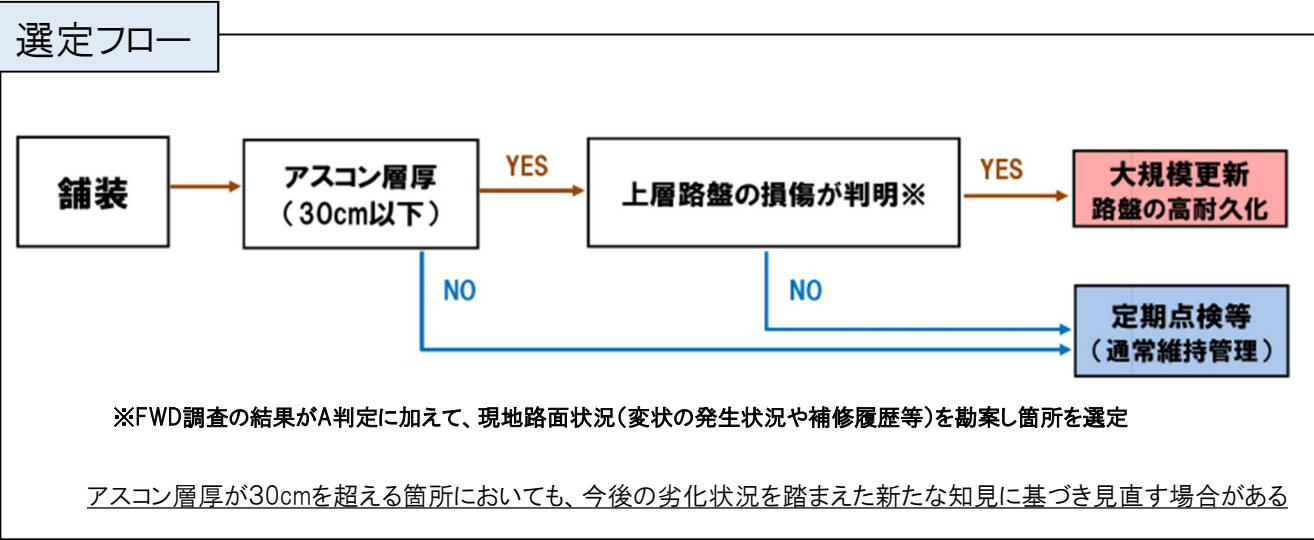 選定フロー
舗装
アスコン層厚
（30cm以下）
YES
上層路盤の損傷が判明※
YES
大規模更新
路盤の高耐久化
NO
NO
定期点検等
（通常維持管理）
※FWD調査の結果がA判定に加えて、現地路面状況（変状の発生状況や補修履歴等）を勘案し箇所を選定
アスコン層厚が30cmを超える箇所においても、今後の劣化状況を踏まえた新たな知見に基づき見直す場合がある